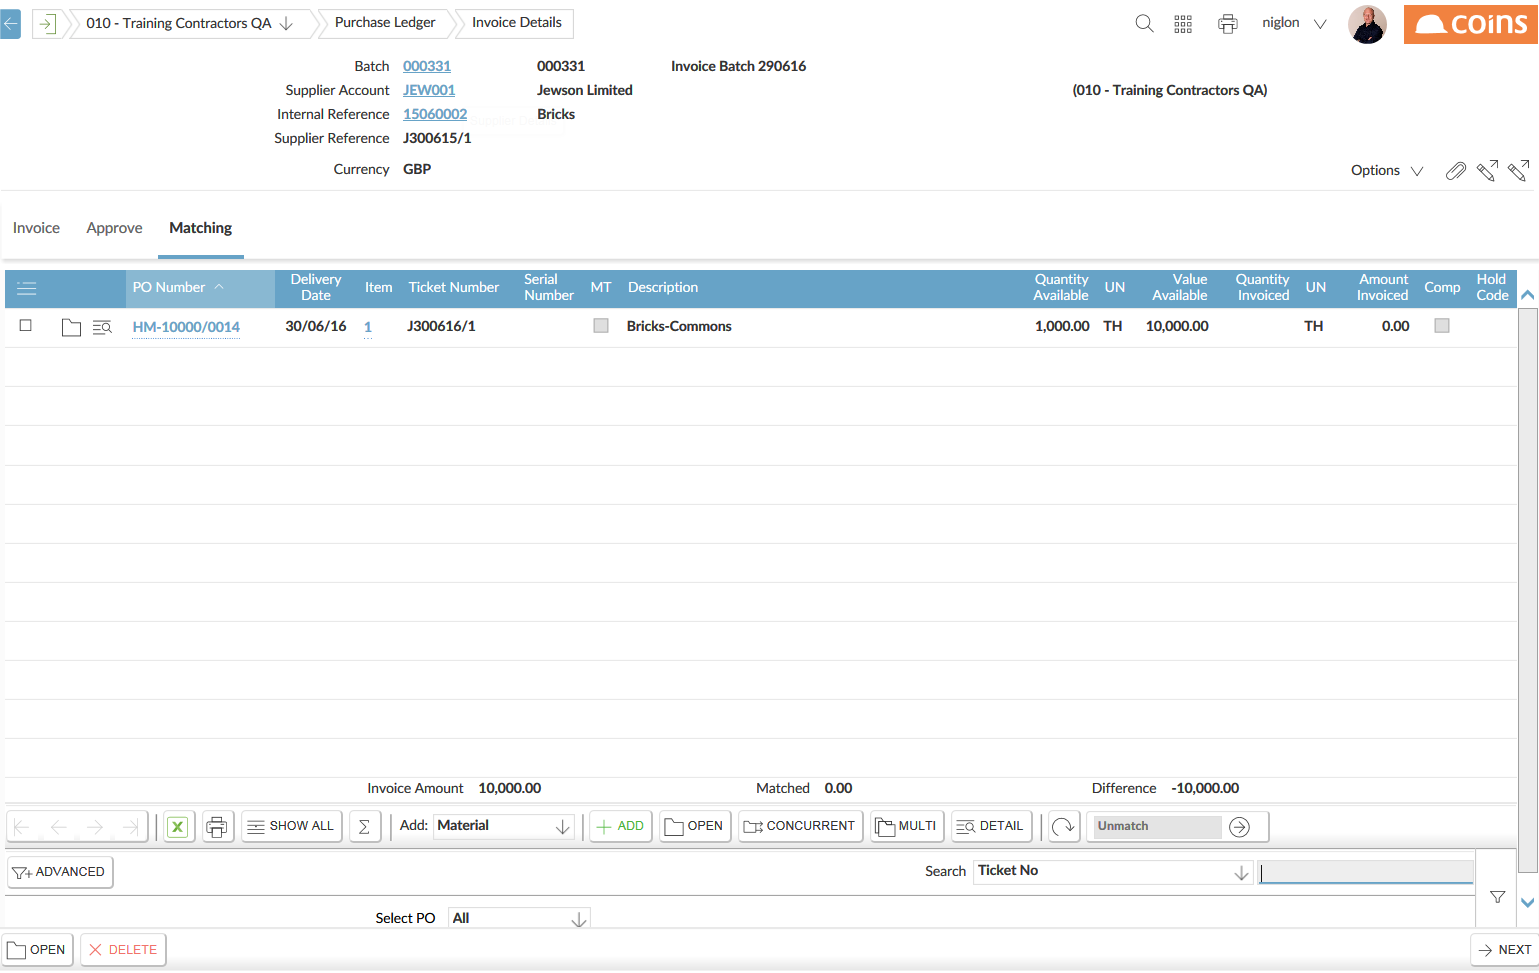 010 - Training Contractors QA
Purchase Ledger
Invoice Details
niglon
coins
Batch 000331 000331 Invoice Batch 290616
Supplier Account JEW001 Jewson Limited (010 - Training Contractors QA)
Internal Reference 15060002 Bricks
Supplier Reference J300615/1
Currency GBP
Options
Invoice Approve Matching
PO Number Delivery Date Item Ticket Number Serial Number MT Description Quantity Available UN Value Available Quantity Invoiced UN Amount Invoiced Comp Hold Code
HM-10000/0014 30/06/16 1 J300616/1 Bricks-Commons 1,000.00 TH 10,000.00 TH 0.00
Invoice Amount 10,000.00 Matched 0.00 Difference -10,000.00
SHOW ALL Add: Material ADD OPEN CONCURRENT MULTI DETAIL Unmatch
ADVANCED Search Ticket No
Select PO All
OPEN DELETE NEXT